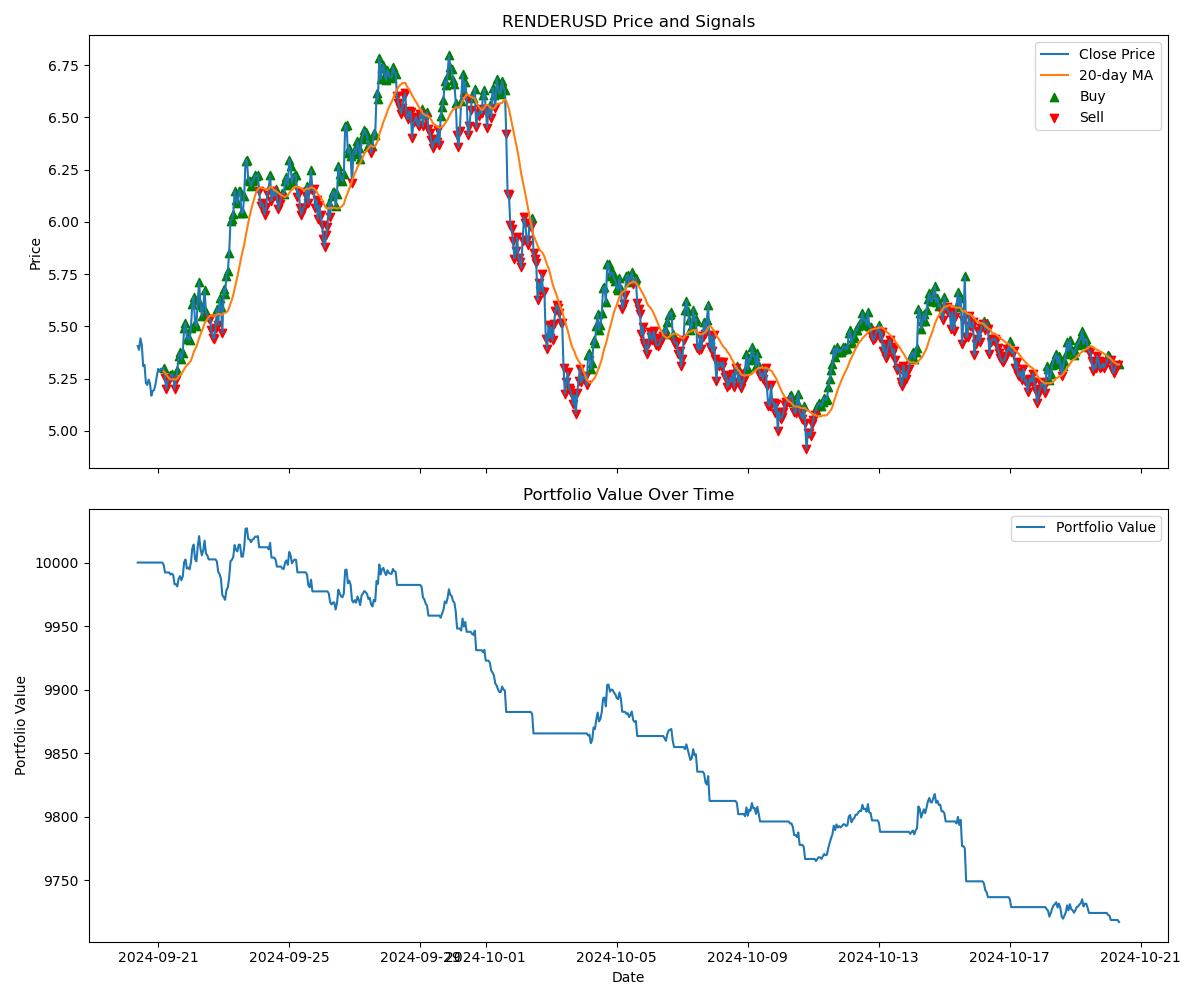 RENDERUSD Price and Signals
Price
6.75
6.50
6.25
6.00
5.75
5.50
5.25
5.00
Close Price
20-day MA
Buy
Sell
Portfolio Value Over Time
Portfolio Value
10000
9950
9900
9850
9800
9750
Portfolio Value
2024-09-21
2024-09-25
2024-09-29
2024-10-01
2024-10-05
2024-10-09
2024-10-13
2024-10-17
2024-10-21
Date